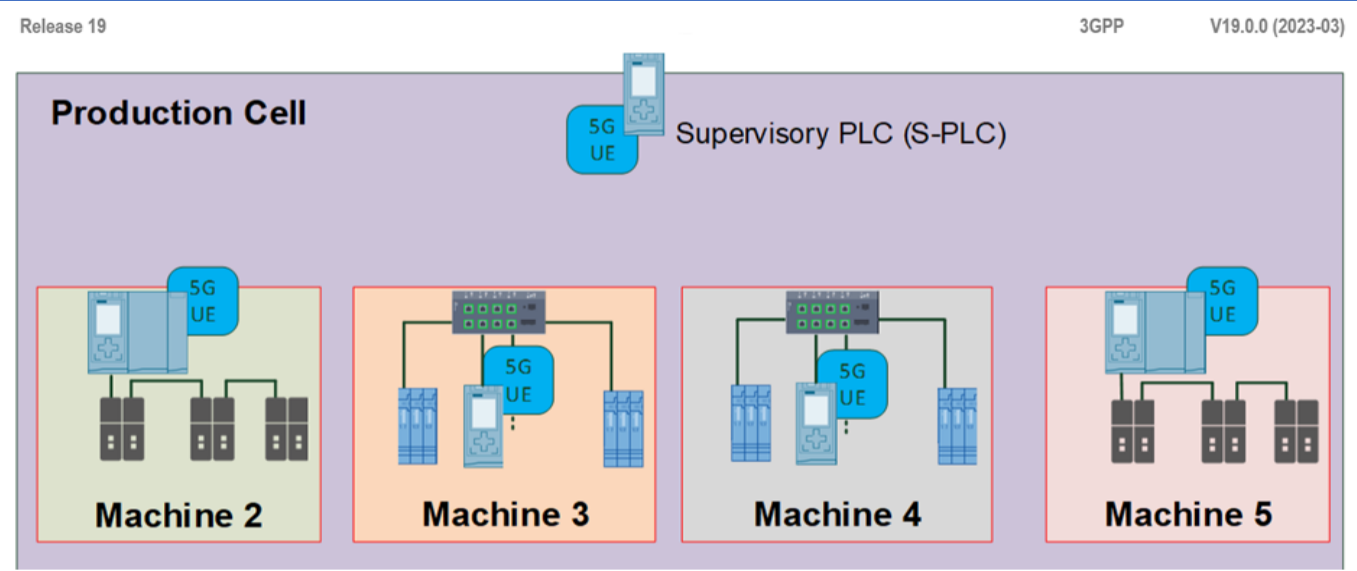 Release 19 3GPP V19.0.0 (2023-03)
Production Cell
5G
UE
Supervisory PLC (S-PLC)
5G
UE
5G
UE
5G
UE
5G
UE
Machine 2
Machine 3
Machine 4
Machine 5